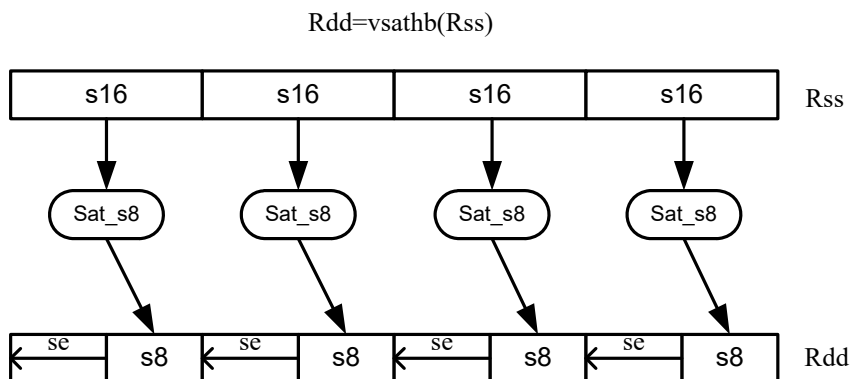 Rdd=vsathb(Rss)
s16 s16 s16 s16 Rss
Sat_s8 Sat_s8 Sat_s8 Sat_s8
se s8 se s8 se s8 se s8 Rdd